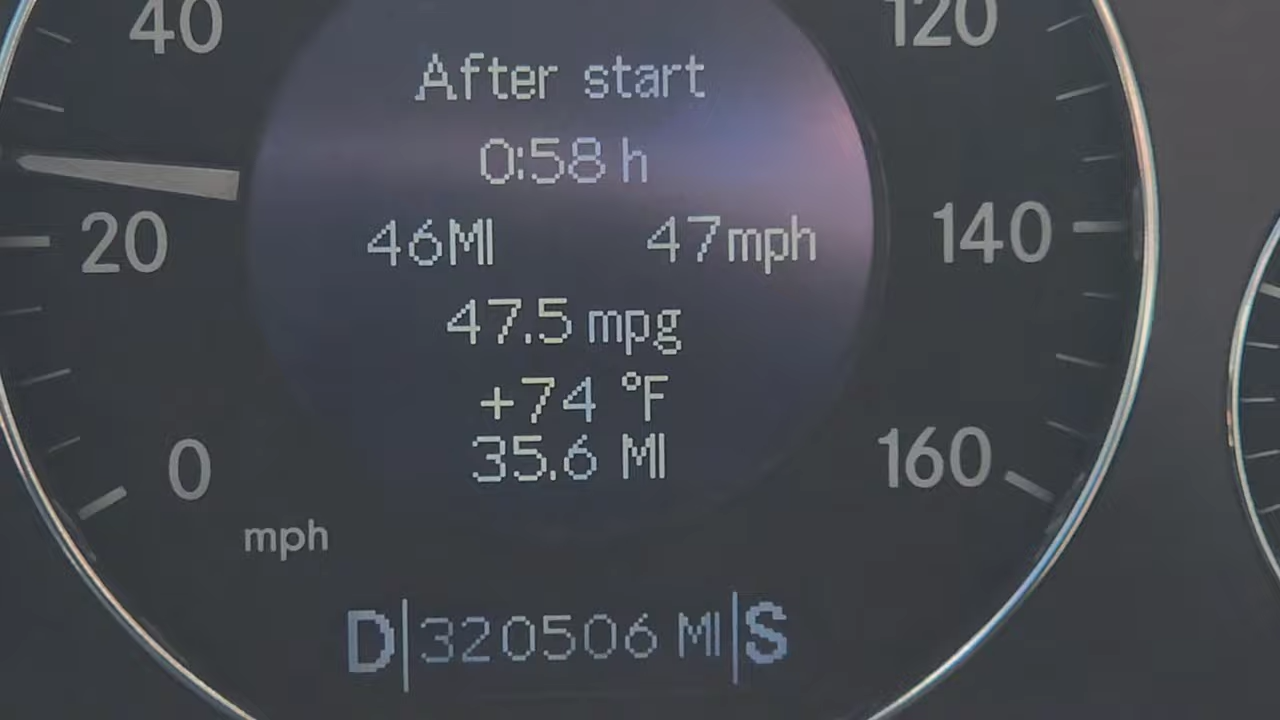 40
120
After start
0:58 h
46MI 47mph
20
140
47.5 mpg
+74 °F
35.6 MI
0
160
mph
D 320506 MI S